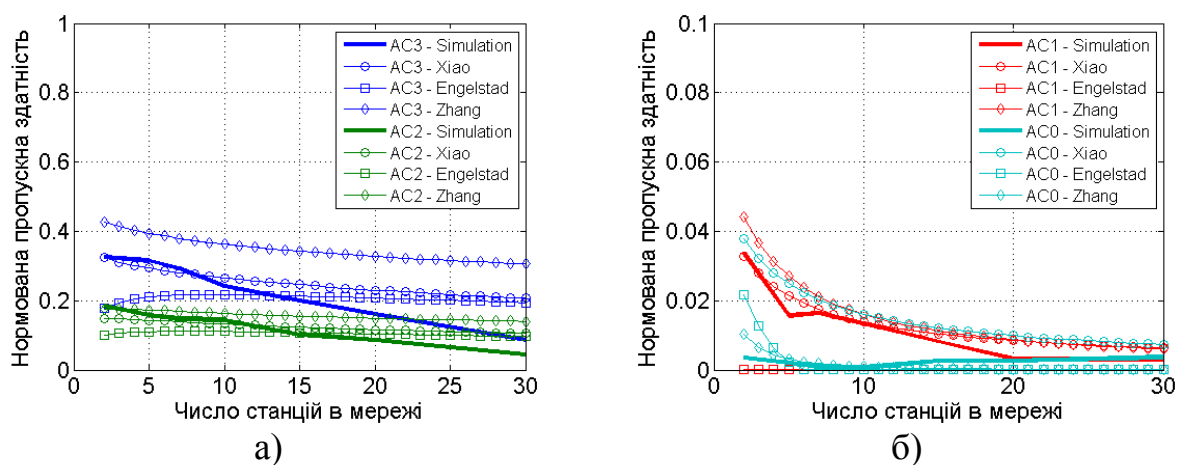 Нормована пропускна здатність
1
0.8
0.6
0.4
0.2
0
0
5
10
15
20
25
30
AC3 - Simulation
AC3 - Xiao
AC3 - Engelstad
AC3 - Zhang
AC2 - Simulation
AC2 - Xiao
AC2 - Engelstad
AC2 - Zhang
Число станцій в мережі
а)
Нормована пропускна здатність
0.1
0.08
0.06
0.04
0.02
0
0
10
20
30
AC1 - Simulation
AC1 - Xiao
AC1 - Engelstad
AC1 - Zhang
AC0 - Simulation
AC0 - Xiao
AC0 - Engelstad
AC0 - Zhang
Число станцій в мережі
б)